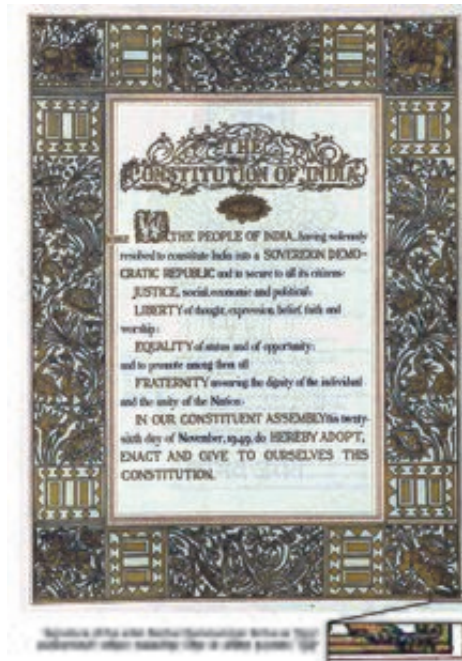 THE
CONSTITUTION OF INDIA
WE, THE PEOPLE OF INDIA, having solemnly
resolved to constitute India into a SOVEREIGN DEMO-
CRATIC REPUBLIC and to secure to all its citizens:
JUSTICE, social, economic and political;
LIBERTY of thought, expression, belief, faith and
worship;
EQUALITY of status and of opportunity;
and to promote among them all
FRATERNITY assuring the dignity of the individual
and the unity of the Nation;
IN OUR CONSTITUENT ASSEMBLY this twenty-
sixth day of November, 1949, do HEREBY ADOPT,
ENACT AND GIVE TO OURSELVES THIS
CONSTITUTION.